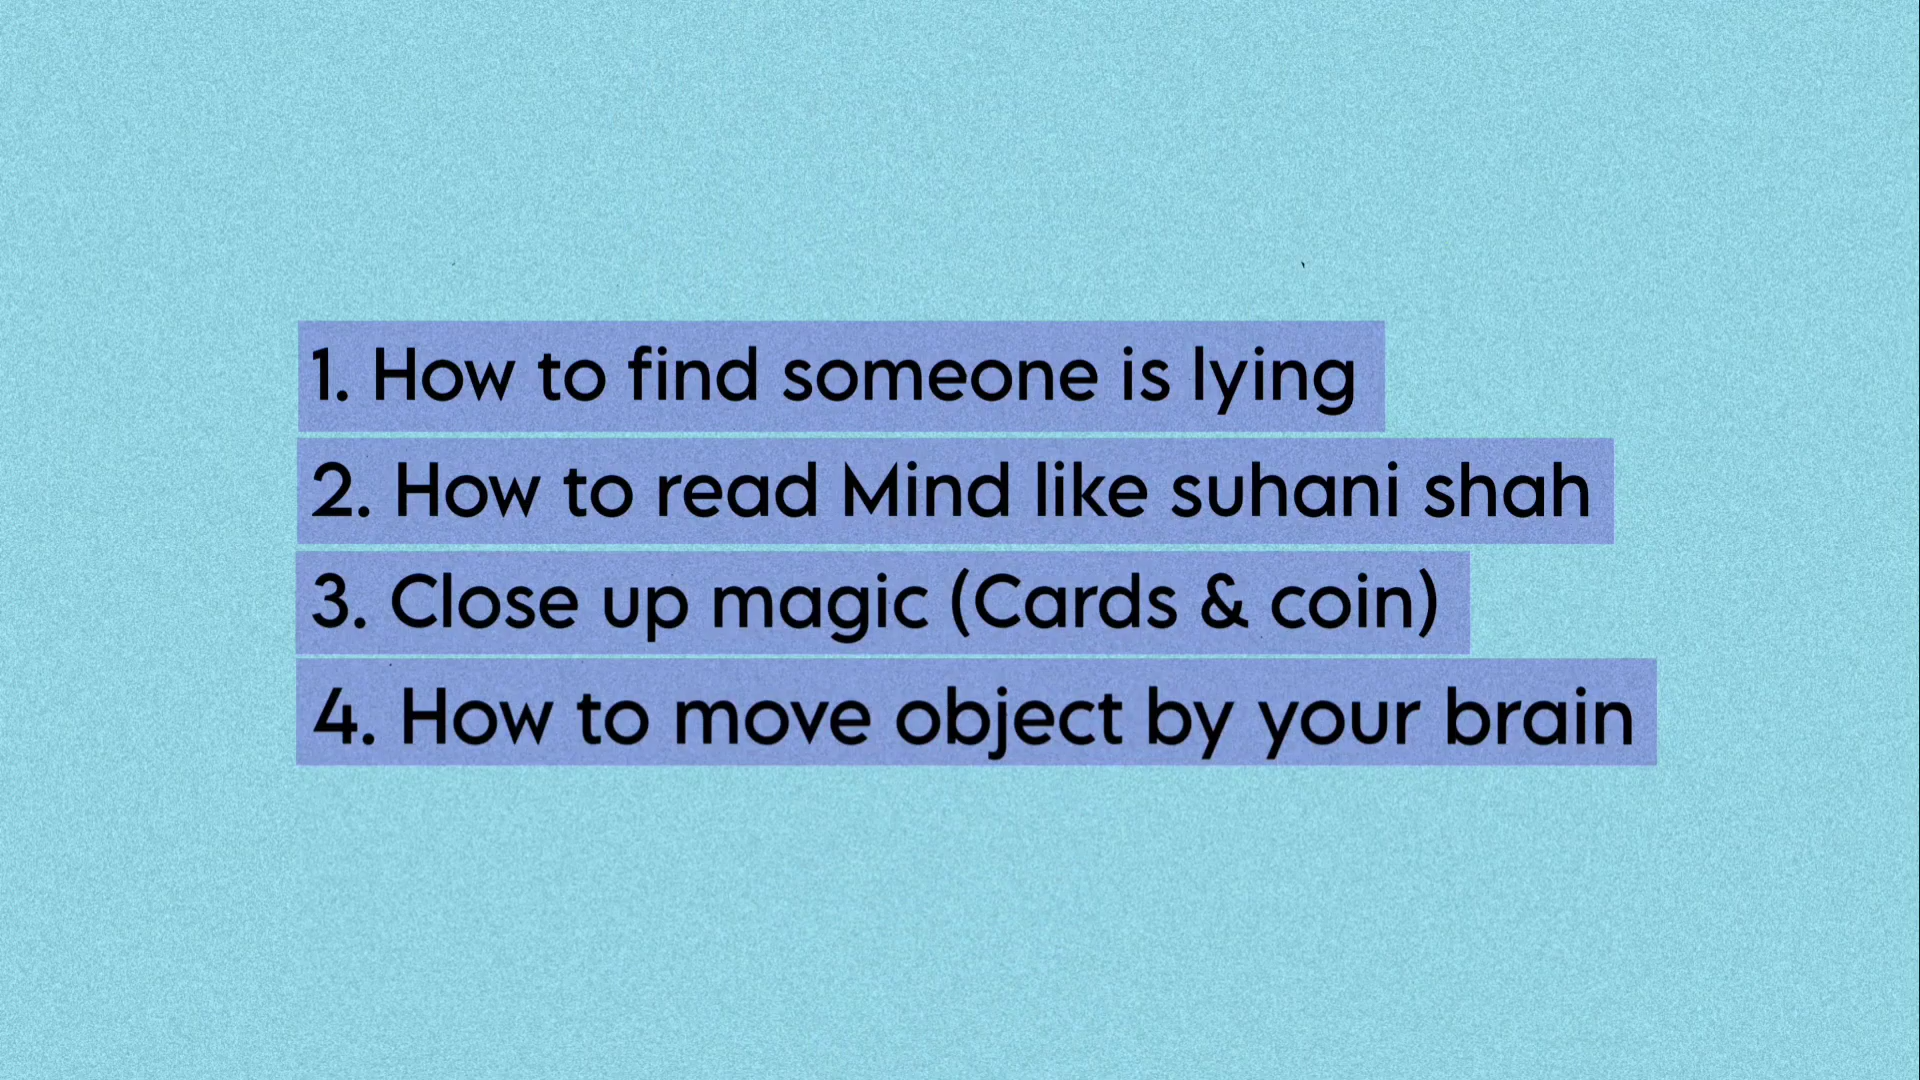 1. How to find someone is lying
2. How to read Mind like suhani shah
3. Close up magic (Cards & coin)
4. How to move object by your brain